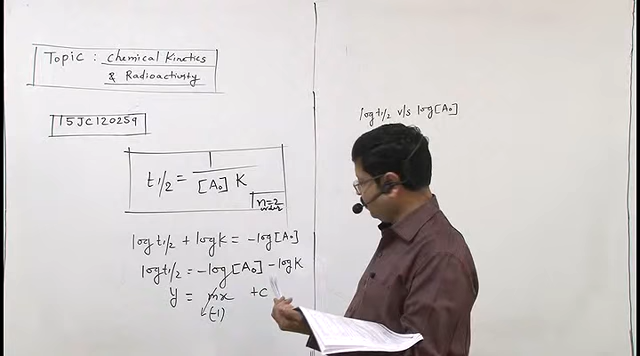 Topic : Chemical Kinetics
& Radioactivity
15JC120259
t1/2 = 1 / [A₀] K
n=2
order
log t1/2 + log K = -log [A₀]
log t1/2 = -log [A₀] - log K
y = mx + C
(-1)
log t1/2 v/s log [A₀]